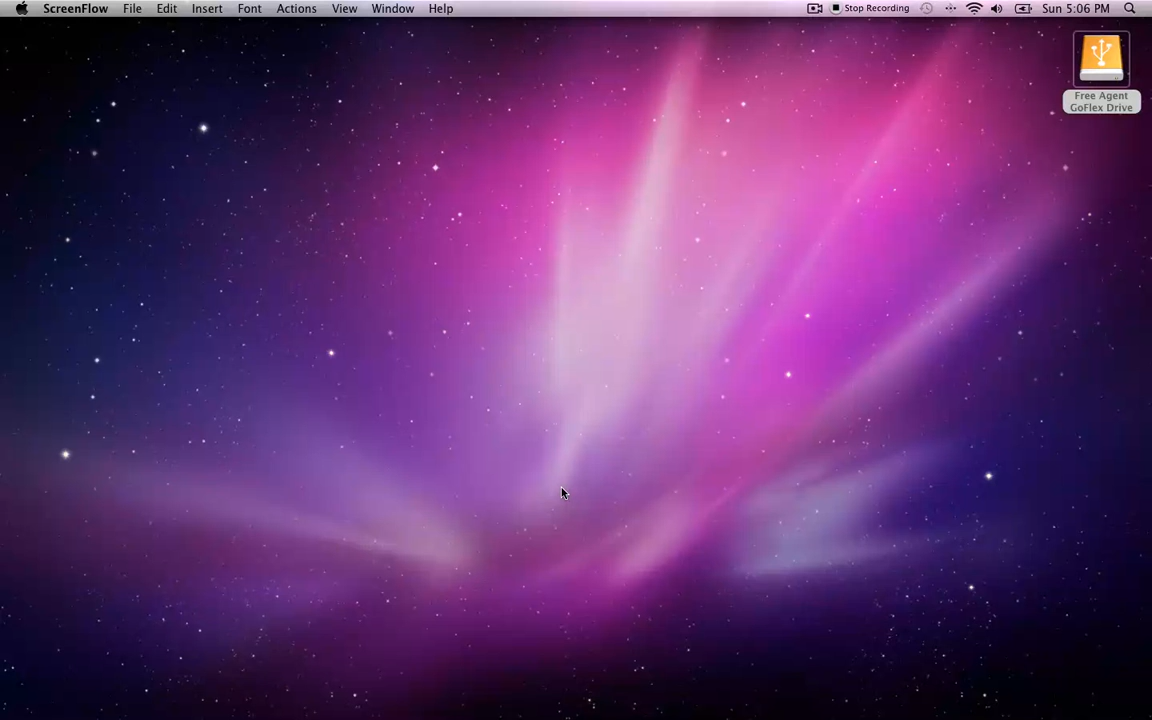 ScreenFlow File Edit Insert Font Actions View Window Help Stop Recording Sun 5:06 PM
Free Agent
GoFlex Drive